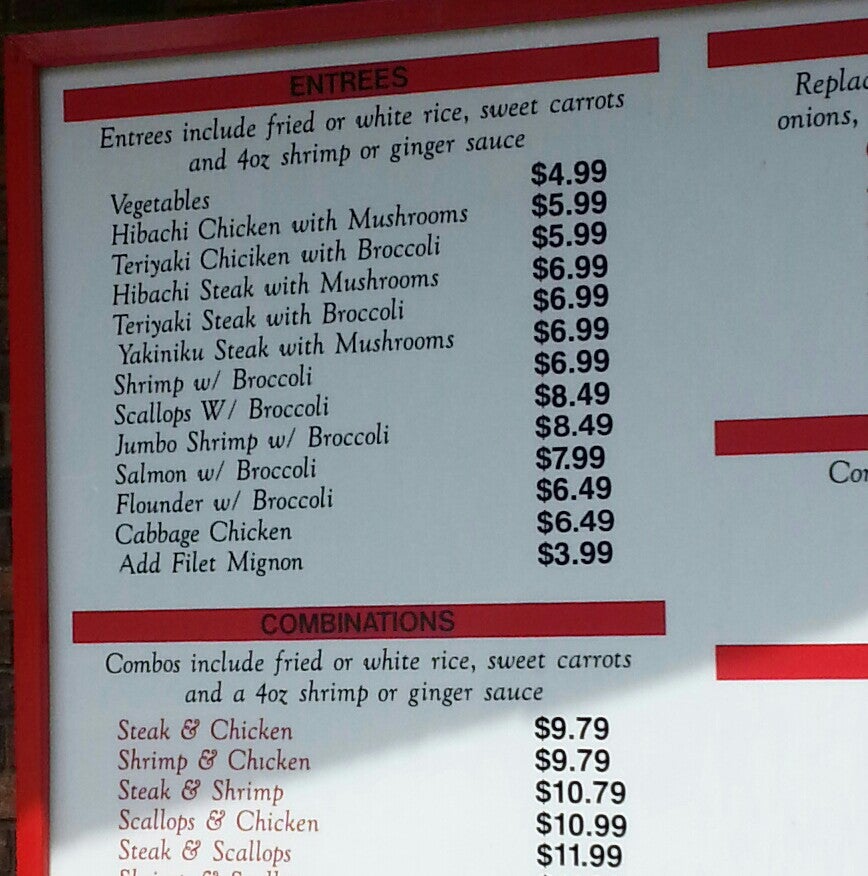 ENTREES
Entrees include fried or white rice, sweet carrots
and 4oz shrimp or ginger sauce
Vegetables $4.99
Hibachi Chicken with Mushrooms $5.99
Teriyaki Chiciken with Broccoli $5.99
Hibachi Steak with Mushrooms $6.99
Teriyaki Steak with Broccoli $6.99
Yakiniku Steak with Mushrooms $6.99
Shrimp w/ Broccoli $6.99
Scallops W/ Broccoli $8.49
Jumbo Shrimp w/ Broccoli $8.49
Salmon w/ Broccoli $7.99
Flounder w/ Broccoli $6.49
Cabbage Chicken $6.49
Add Filet Mignon $3.99
COMBINATIONS
Combos include fried or white rice, sweet carrots
and a 4oz shrimp or ginger sauce
Steak & Chicken $9.79
Shrimp & Chicken $9.79
Steak & Shrimp $10.79
Scallops & Chicken $10.99
Steak & Scallops $11.99
onions,